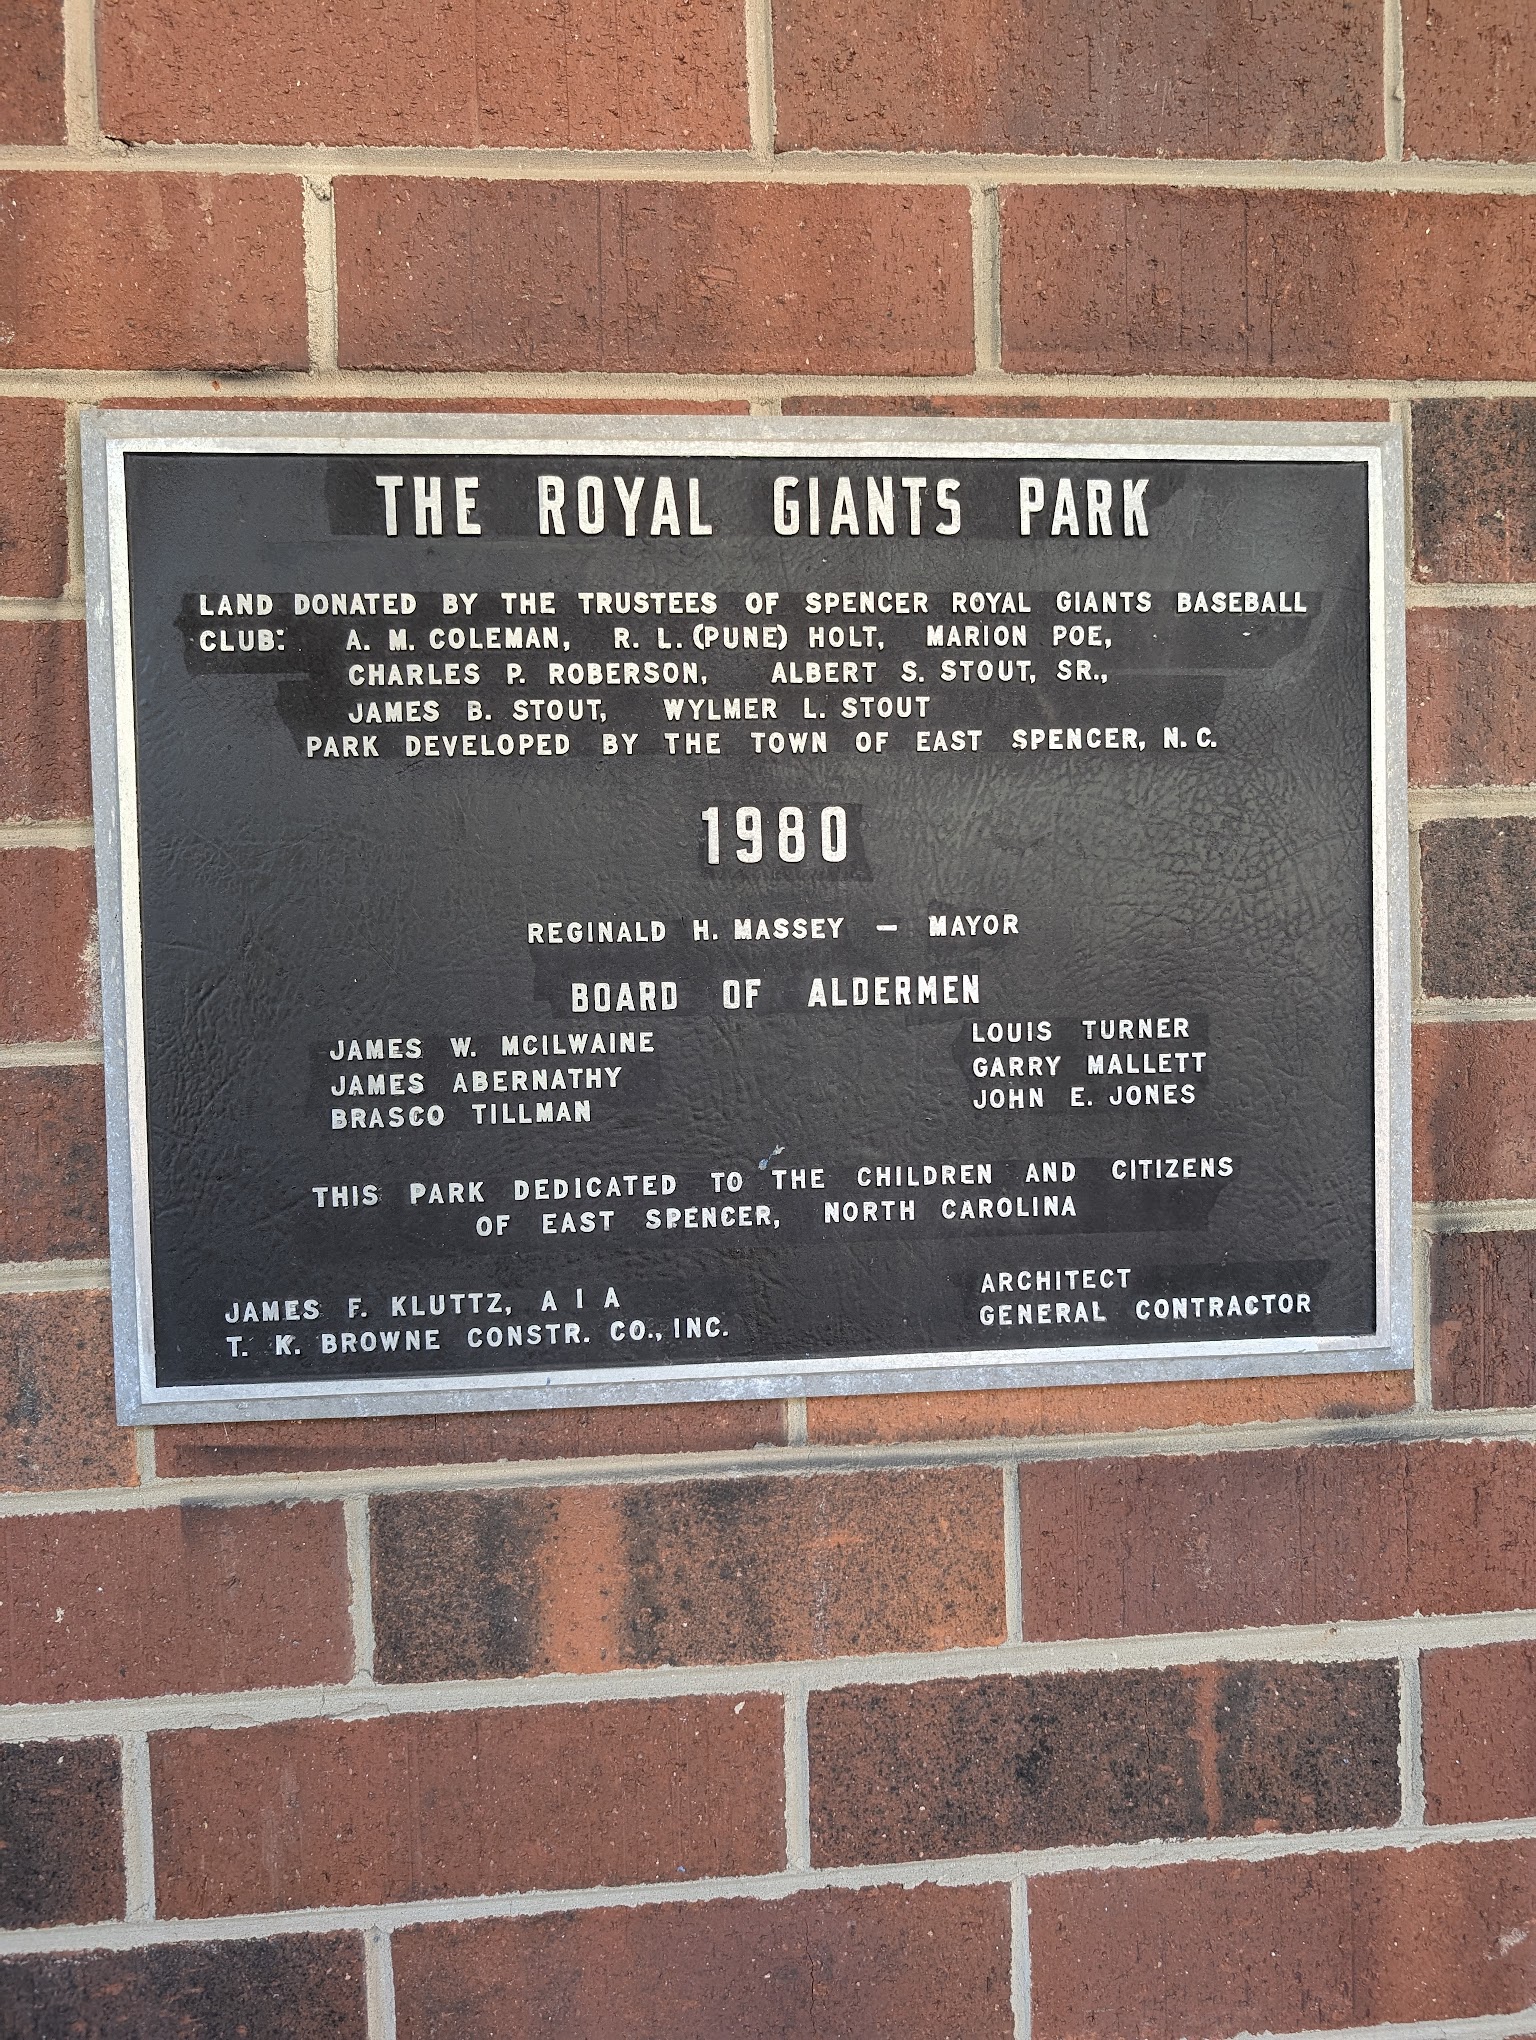 THE ROYAL GIANTS PARK
LAND DONATED BY THE TRUSTEES OF SPENCER ROYAL GIANTS BASEBALL
CLUB: A. M. COLEMAN, R. L. (PUNE) HOLT, MARION POE,
CHARLES P. ROBERSON, ALBERT S. STOUT, SR.,
JAMES B. STOUT, WYLMER L. STOUT
PARK DEVELOPED BY THE TOWN OF EAST SPENCER, N. C.
1980
REGINALD H. MASSEY — MAYOR
BOARD OF ALDERMEN
JAMES W. MCILWAINE LOUIS TURNER
JAMES ABERNATHY GARRY MALLETT
BRASCO TILLMAN JOHN E. JONES
THIS PARK DEDICATED TO THE CHILDREN AND CITIZENS
OF EAST SPENCER, NORTH CAROLINA
JAMES F. KLUTTZ, A I A ARCHITECT
T. K. BROWNE CONSTR. CO., INC. GENERAL CONTRACTOR